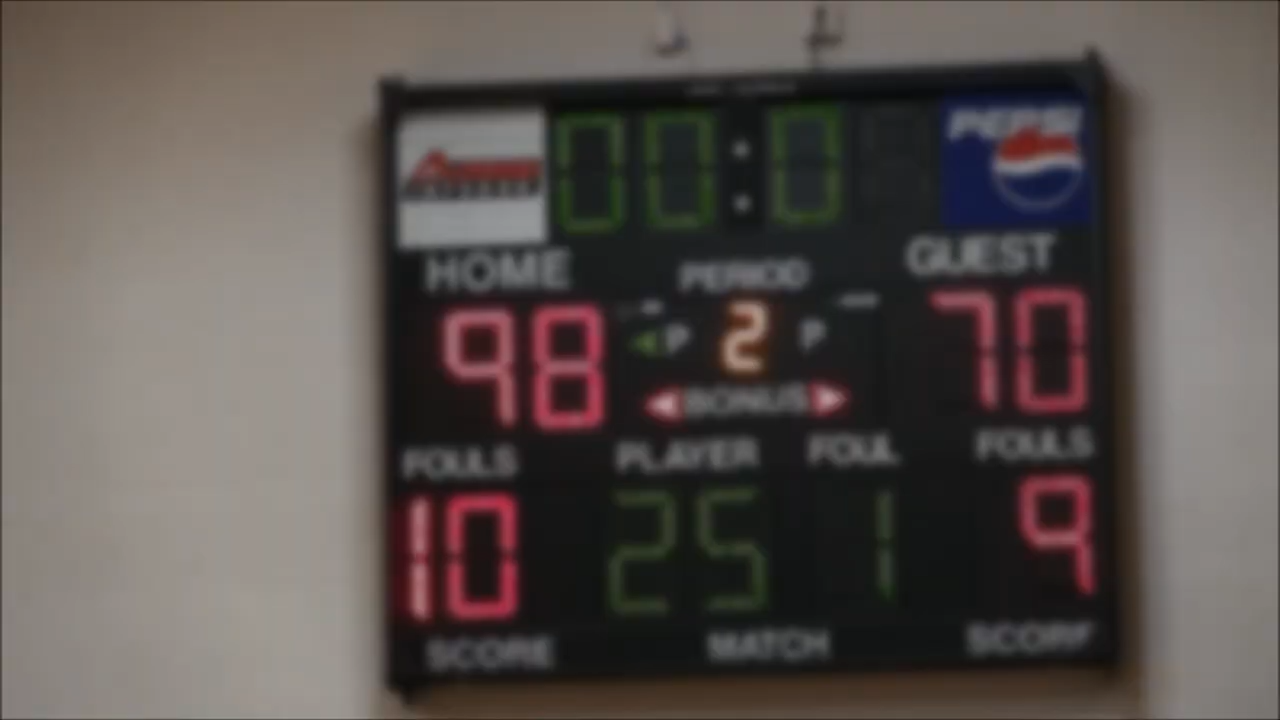 00:0
PEPSI
HOME PERIOD GUEST
98 P 2 P 70
BONUS
FOULS PLAYER FOUL FOULS
10 25 1 9
SCORE MATCH SCORE